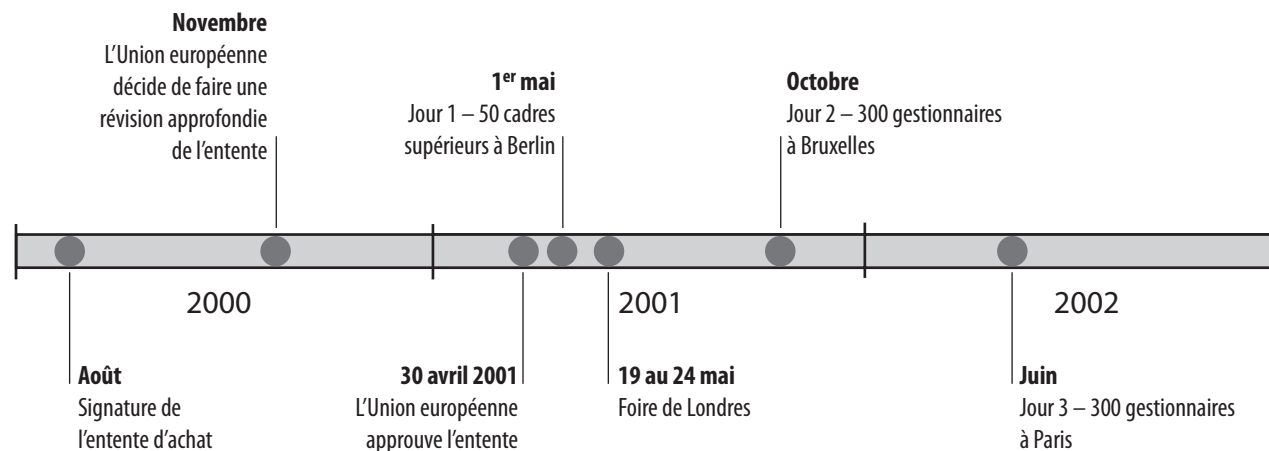 Novembre
L'Union européenne
décide de faire une
révision approfondie
de l'entente
1er mai
Jour 1 – 50 cadres
supérieurs à Berlin
Octobre
Jour 2 – 300 gestionnaires
à Bruxelles
2000
2001
2002
Août
Signature de
l'entente d'achat
30 avril 2001
L'Union européenne
approuve l'entente
19 au 24 mai
Foire de Londres
Juin
Jour 3 – 300 gestionnaires
à Paris